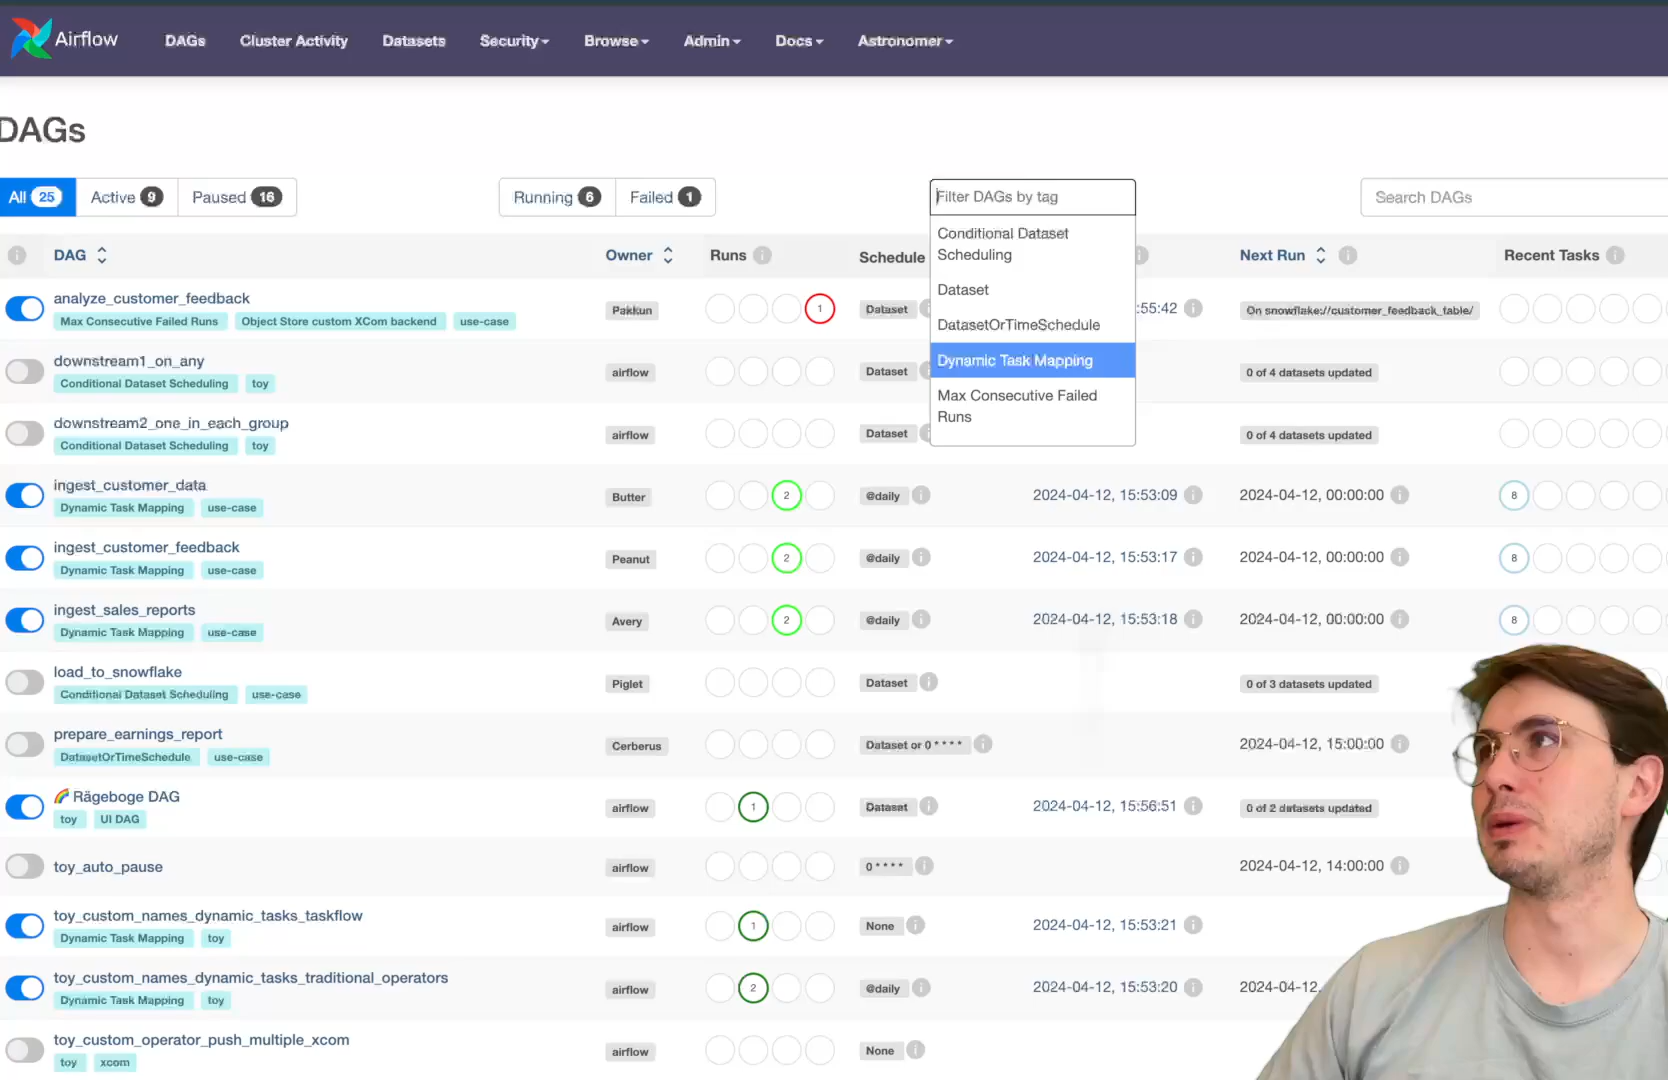 Airflow DAGs Cluster Activity Datasets Security Browse Admin Docs Astronomer
DAGs
All 25 Active 9 Paused 16 Running 6 Failed 1 Filter DAGs by tag Search DAGs
Conditional Dataset Scheduling
Dataset
DatasetOrTimeSchedule
Dynamic Task Mapping
Max Consecutive Failed Runs
DAG Owner Runs Schedule Next Run Recent Tasks
analyze_customer_feedback
Max Consecutive Failed Runs Object Store custom XCom backend use-case
Pakkun 1 Dataset :55:42 On snowflake://customer_feedback_table/
downstream1_on_any
Conditional Dataset Scheduling toy
airflow Dataset 0 of 4 datasets updated
downstream2_one_in_each_group
Conditional Dataset Scheduling toy
airflow Dataset 0 of 4 datasets updated
ingest_customer_data
Dynamic Task Mapping use-case
Butter 2 @daily 2024-04-12, 15:53:09 2024-04-12, 00:00:00 8
ingest_customer_feedback
Dynamic Task Mapping use-case
Peanut 2 @daily 2024-04-12, 15:53:17 2024-04-12, 00:00:00 8
ingest_sales_reports
Dynamic Task Mapping use-case
Avery 2 @daily 2024-04-12, 15:53:18 2024-04-12, 00:00:00 8
load_to_snowflake
Conditional Dataset Scheduling use-case
Piglet Dataset 0 of 3 datasets updated
prepare_earnings_report
DatasetOrTimeSchedule use-case
Cerberus Dataset or 0 * * * * 2024-04-12, 15:00:00
🌈 Rägeboge DAG
toy UI DAG
airflow 1 Dataset 2024-04-12, 15:56:51 0 of 2 datasets updated
toy_auto_pause
airflow 0 * * * * 2024-04-12, 14:00:00
toy_custom_names_dynamic_tasks_taskflow
Dynamic Task Mapping toy
airflow 1 None 2024-04-12, 15:53:21
toy_custom_names_dynamic_tasks_traditional_operators
Dynamic Task Mapping toy
airflow 2 @daily 2024-04-12, 15:53:20 2024-04-12,
toy_custom_operator_push_multiple_xcom
toy xcom
airflow None